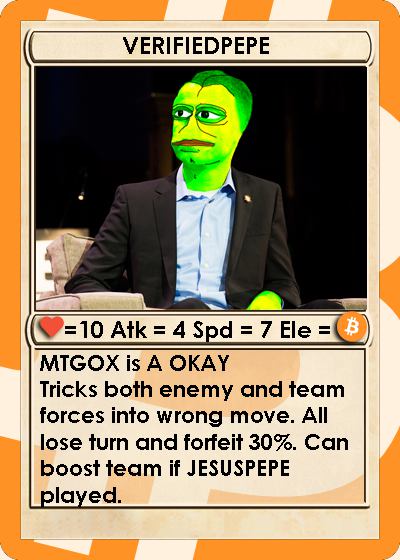 VERIFIEDPEPE
=10 Atk = 4 Spd = 7 Ele =
MTGOX is A OKAY
Tricks both enemy and team
forces into wrong move. All
lose turn and forfeit 30%. Can
boost team if JESUSPEPE
played.